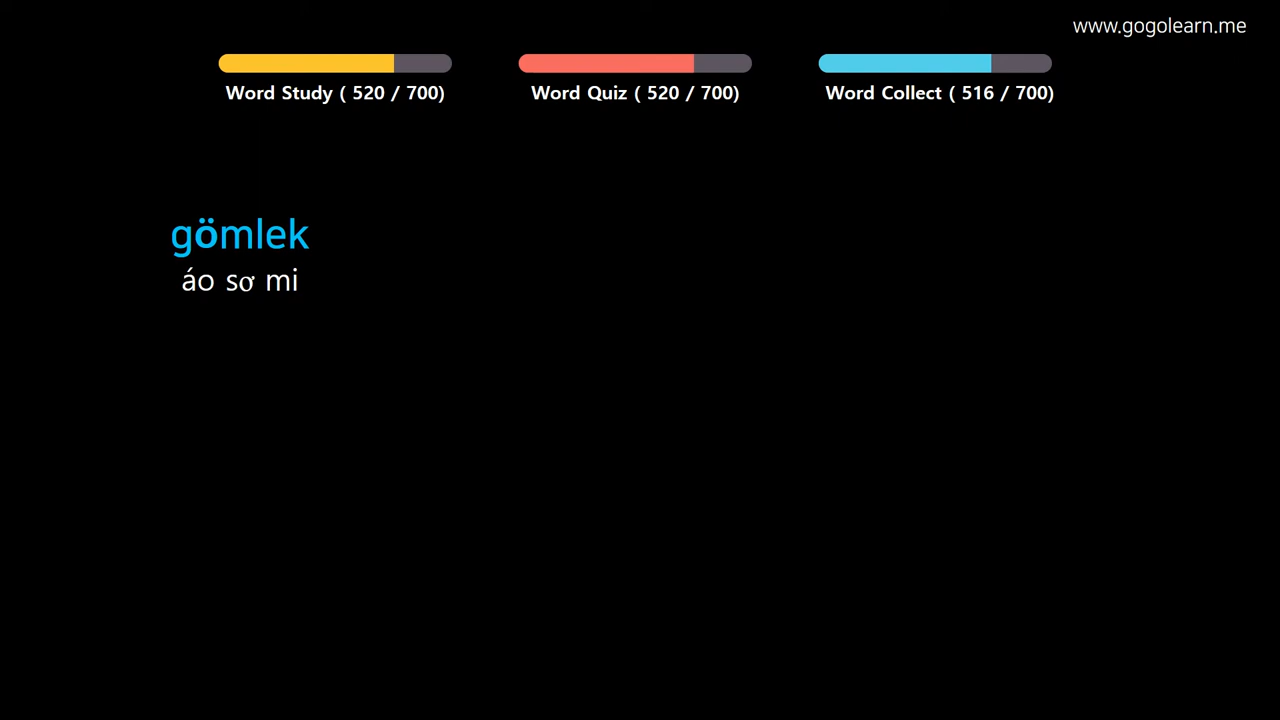 www.gogolearn.me
Word Study ( 520 / 700)
Word Quiz ( 520 / 700)
Word Collect ( 516 / 700)
gömlek
áo sơ mi